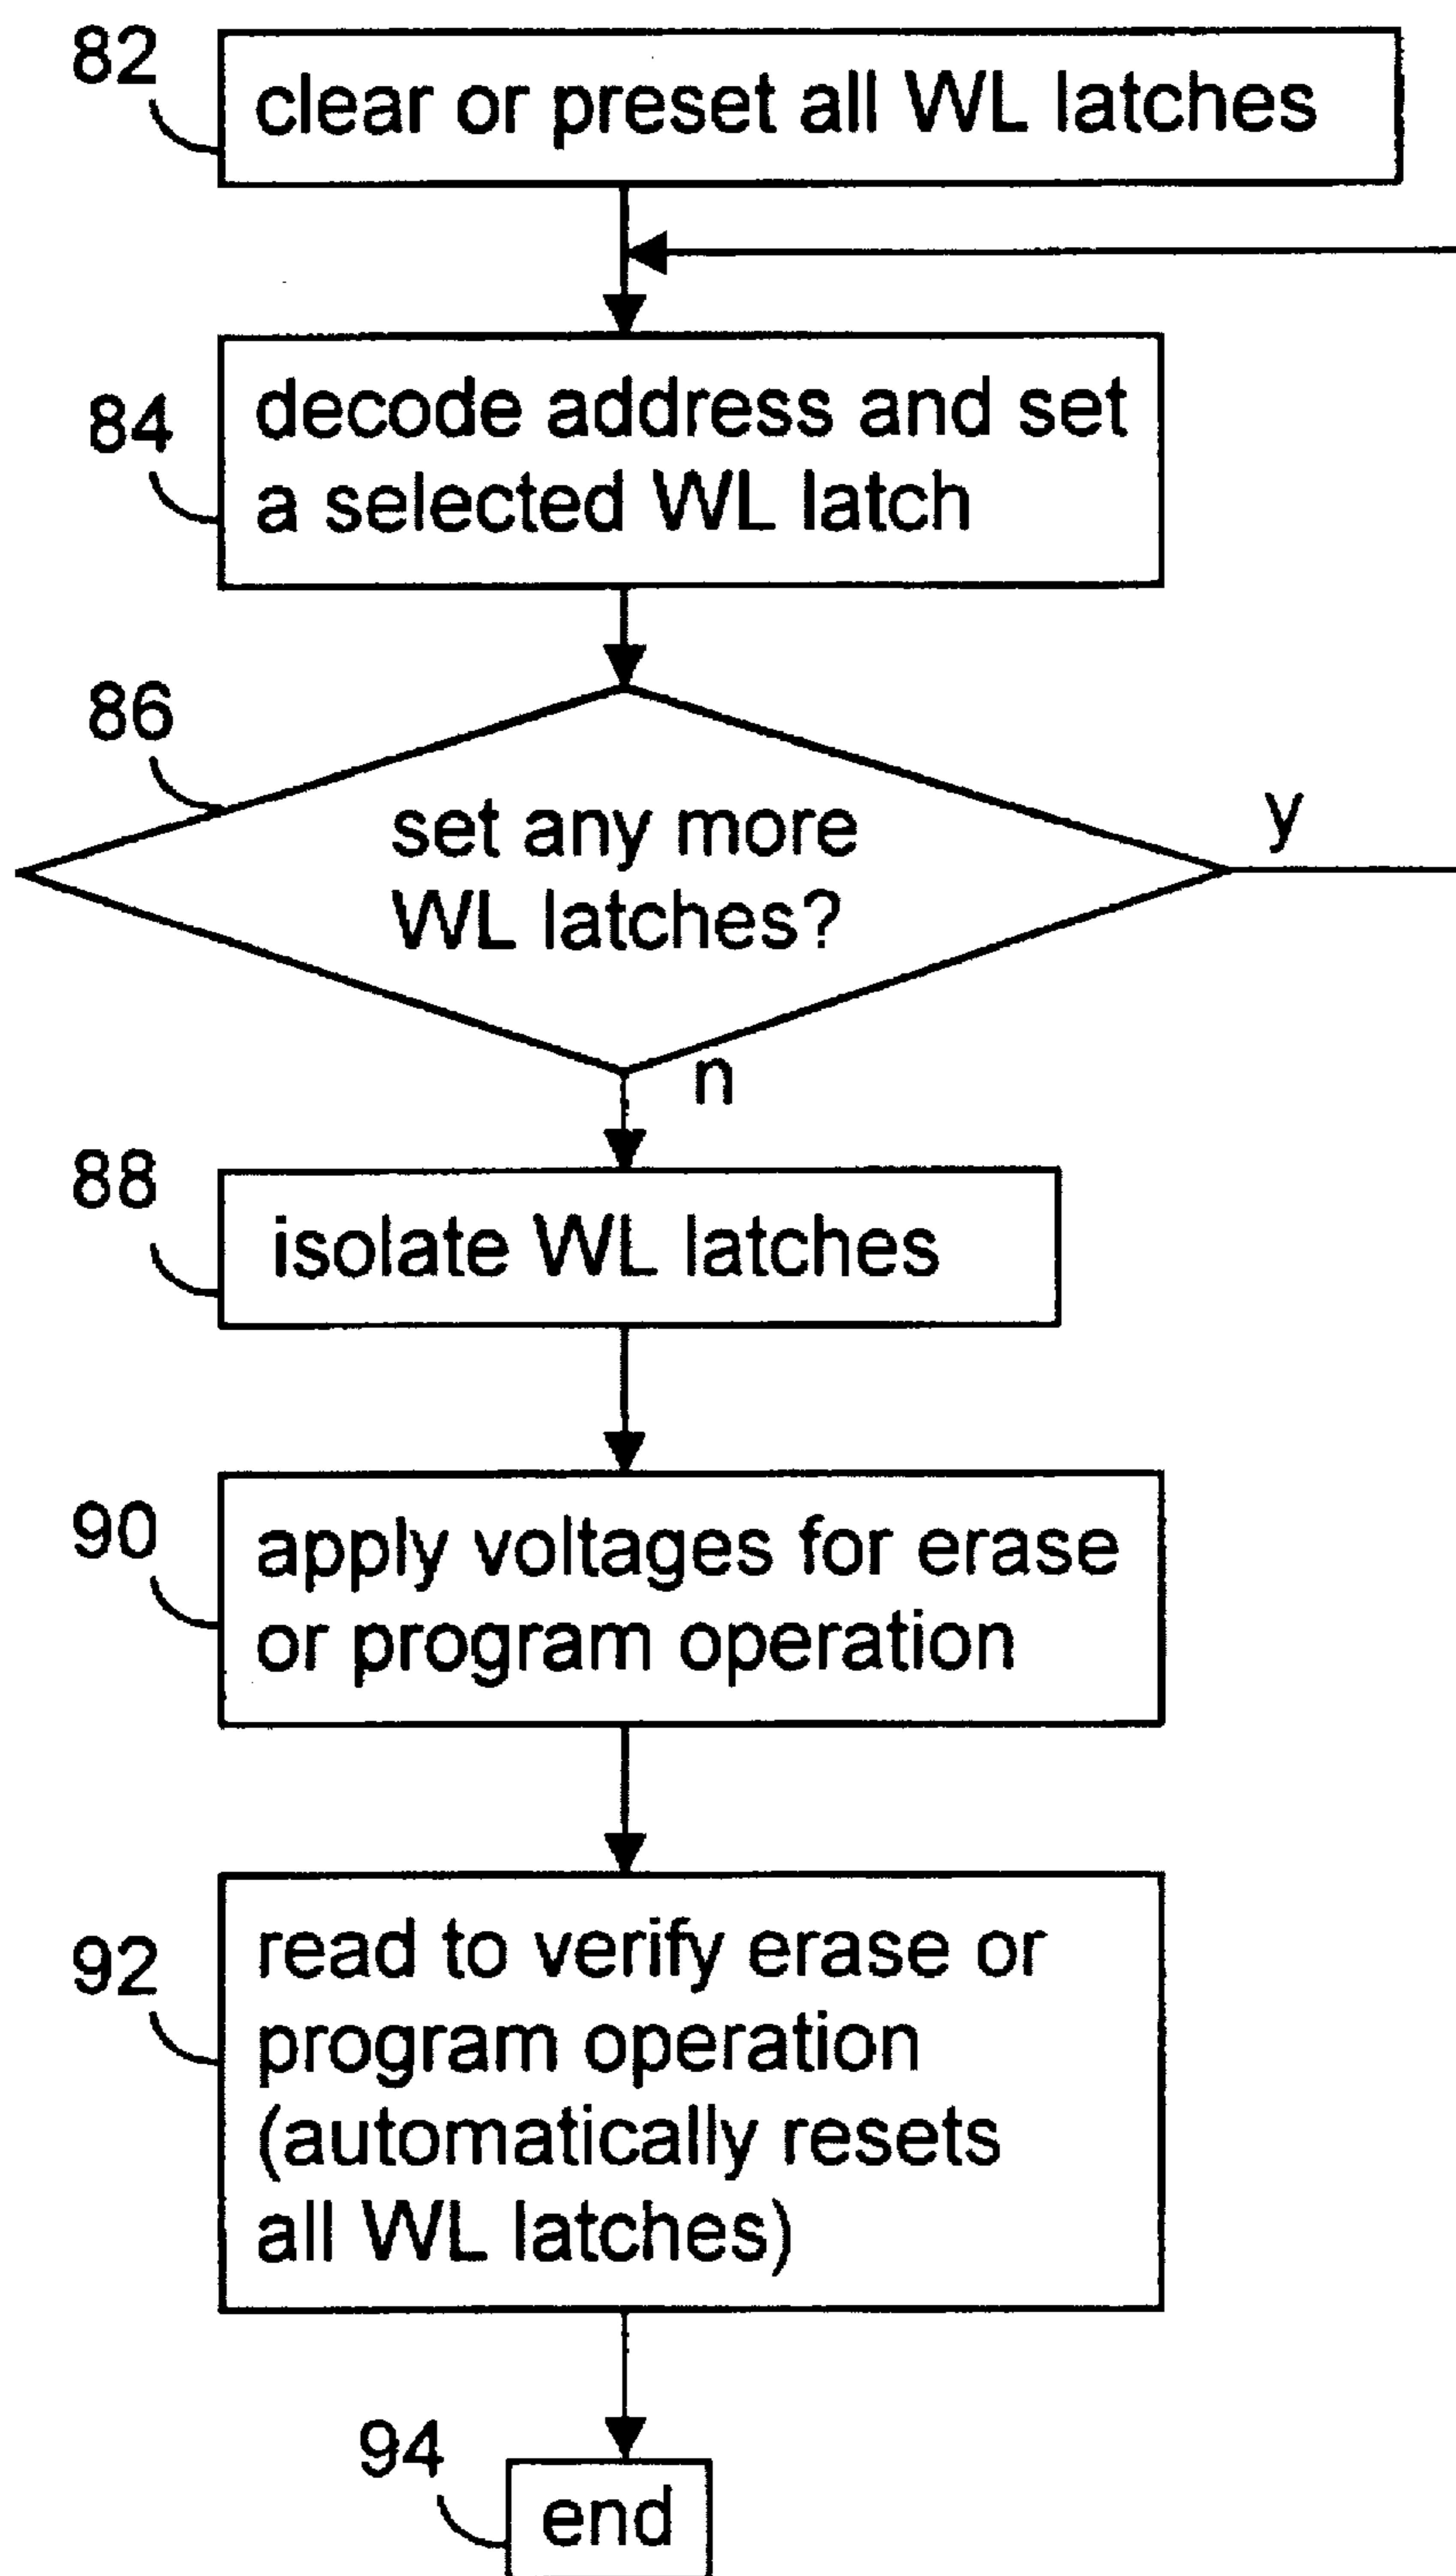 82
clear or preset all WL latches
84
decode address and set
a selected WL latch
86
set any more
WL latches?
y
n
88
isolate WL latches
90
apply voltages for erase
or program operation
92
read to verify erase or
program operation
(automatically resets
all WL latches)
94
end